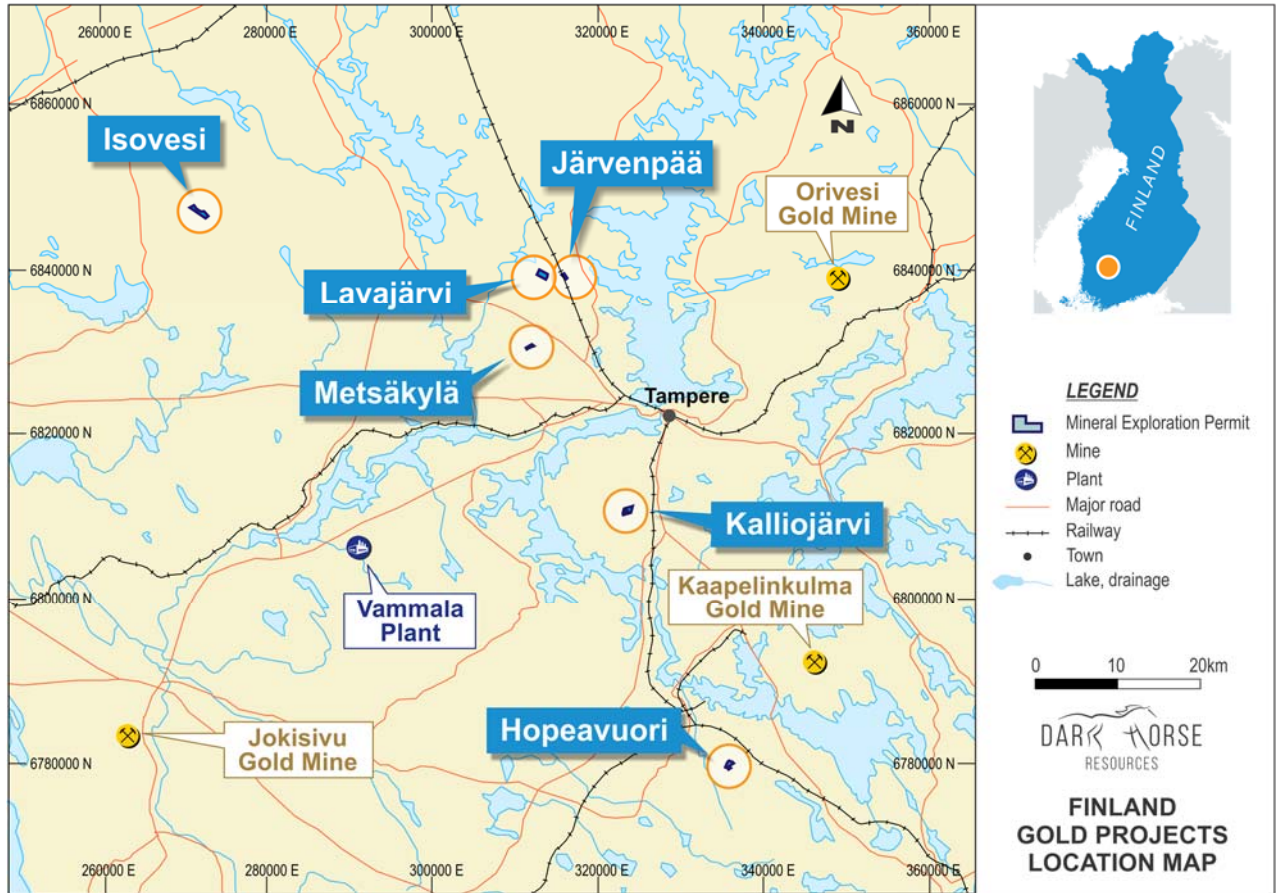 260000 E
280000 E
300000 E
320000 E
340000 E
360000 E
6860000 N
6860000 N
Isovesi
Järvenpää
N
Orivesi
Gold Mine
6840000 N
6840000 N
Lavajärvi
Metsäkylä
Tampere
6820000 N
6820000 N
Kalliojärvi
Kaapelinkulma
Gold Mine
6800000 N
6800000 N
Vammala
Plant
Hopeavuori
Jokisivu
Gold Mine
6780000 N
6780000 N
260000 E
280000 E
300000 E
320000 E
340000 E
360000 E
FINLAND
LEGEND
Mineral Exploration Permit
Mine
Plant
Major road
Railway
Town
Lake, drainage
0 10 20km
DARK HORSE
RESOURCES
FINLAND
GOLD PROJECTS
LOCATION MAP